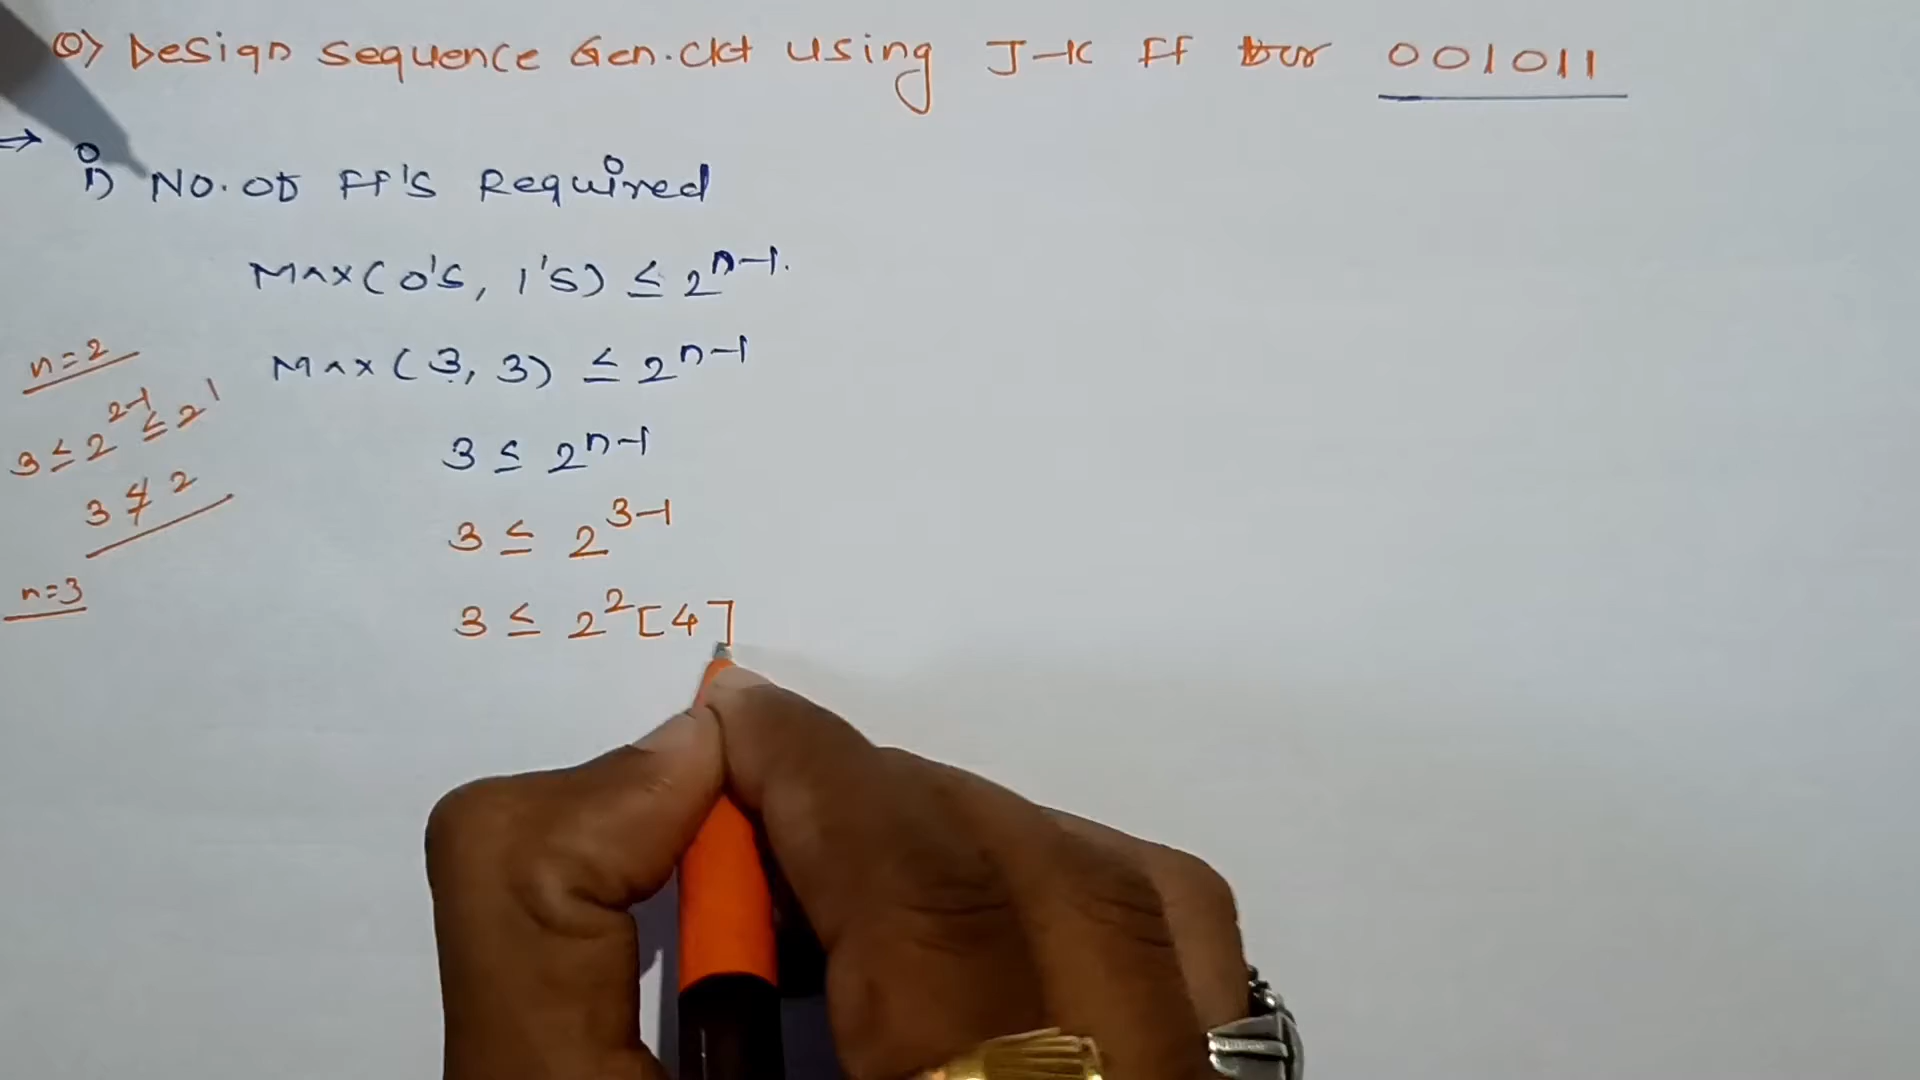 Q) Design Sequence Gen.Ckt using J-K FF for 001011
⇒ i) No. of FF's Required
Max(0's, 1's) ≤ 2^n-1.
Max(3, 3) ≤ 2^n-1
3 ≤ 2^n-1
3 ≤ 2^3-1
3 ≤ 2^2 [4]
n=2
3 ≤ 2^2-1 ≤ 2^1
3 ≰ 2
n=3